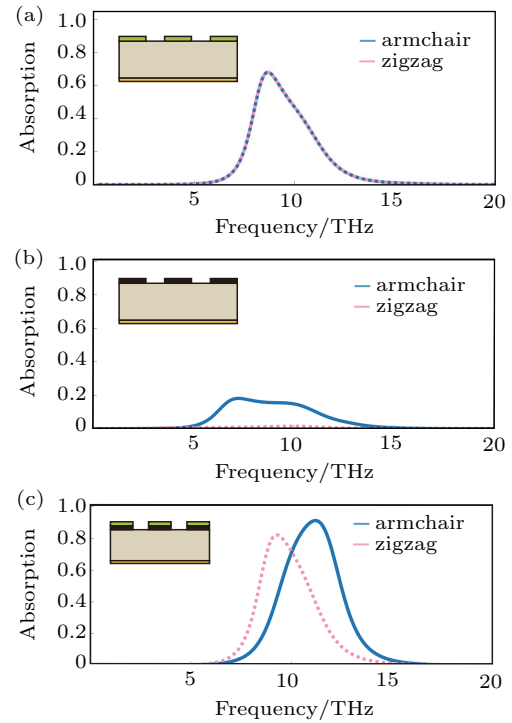 (a)
1.0
0.8
0.6
0.4
0.2
0
Absorption
armchair
zigzag
5 10 15 20
Frequency/THz
(b)
1.0
0.8
0.6
0.4
0.2
0
Absorption
armchair
zigzag
5 10 15 20
Frequency/THz
(c)
1.0
0.8
0.6
0.4
0.2
0
Absorption
armchair
zigzag
5 10 15 20
Frequency/THz